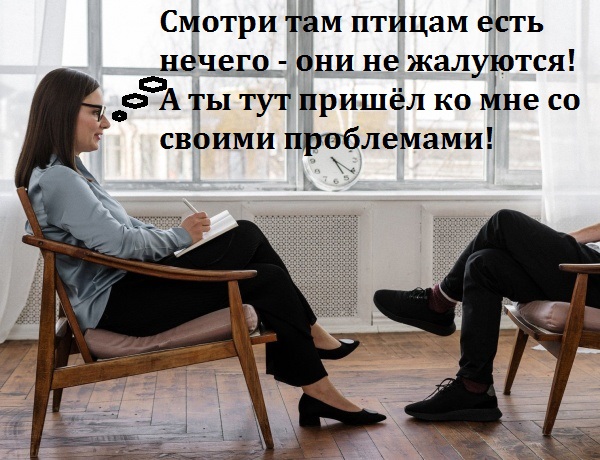 Смотри там птицам есть
нечего - они не жалуются!
А ты тут пришёл ко мне со
своими проблемами!